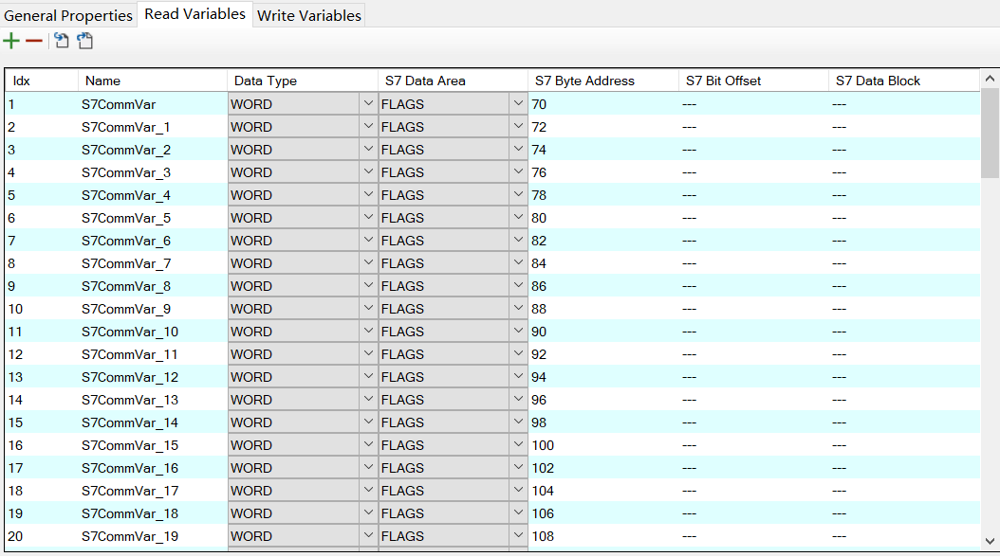 General Properties Read Variables Write Variables
Idx Name Data Type S7 Data Area S7 Byte Address S7 Bit Offset S7 Data Block
1 S7CommVar WORD FLAGS 70 --- ---
2 S7CommVar_1 WORD FLAGS 72 --- ---
3 S7CommVar_2 WORD FLAGS 74 --- ---
4 S7CommVar_3 WORD FLAGS 76 --- ---
5 S7CommVar_4 WORD FLAGS 78 --- ---
6 S7CommVar_5 WORD FLAGS 80 --- ---
7 S7CommVar_6 WORD FLAGS 82 --- ---
8 S7CommVar_7 WORD FLAGS 84 --- ---
9 S7CommVar_8 WORD FLAGS 86 --- ---
10 S7CommVar_9 WORD FLAGS 88 --- ---
11 S7CommVar_10 WORD FLAGS 90 --- ---
12 S7CommVar_11 WORD FLAGS 92 --- ---
13 S7CommVar_12 WORD FLAGS 94 --- ---
14 S7CommVar_13 WORD FLAGS 96 --- ---
15 S7CommVar_14 WORD FLAGS 98 --- ---
16 S7CommVar_15 WORD FLAGS 100 --- ---
17 S7CommVar_16 WORD FLAGS 102 --- ---
18 S7CommVar_17 WORD FLAGS 104 --- ---
19 S7CommVar_18 WORD FLAGS 106 --- ---
20 S7CommVar_19 WORD FLAGS 108 --- ---